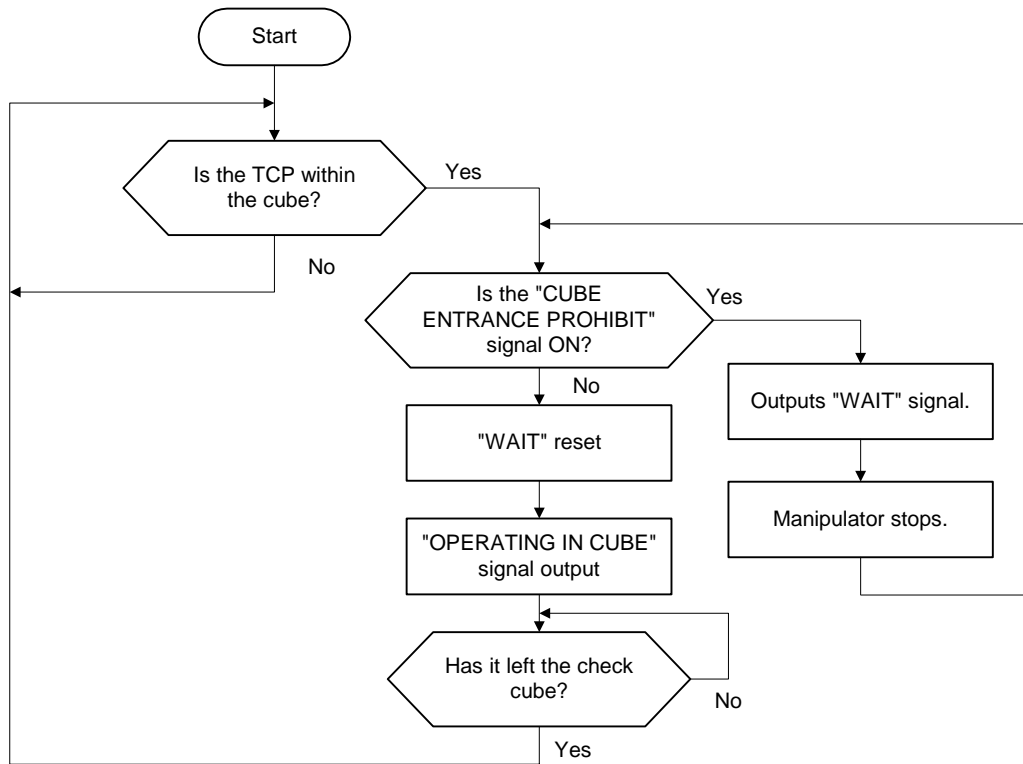 Start
Is the TCP within
the cube?
Yes
No
Is the "CUBE
ENTRANCE PROHIBIT"
signal ON?
Yes
No
Outputs "WAIT" signal.
"WAIT" reset
Manipulator stops.
"OPERATING IN CUBE"
signal output
Has it left the check
cube?
No
Yes